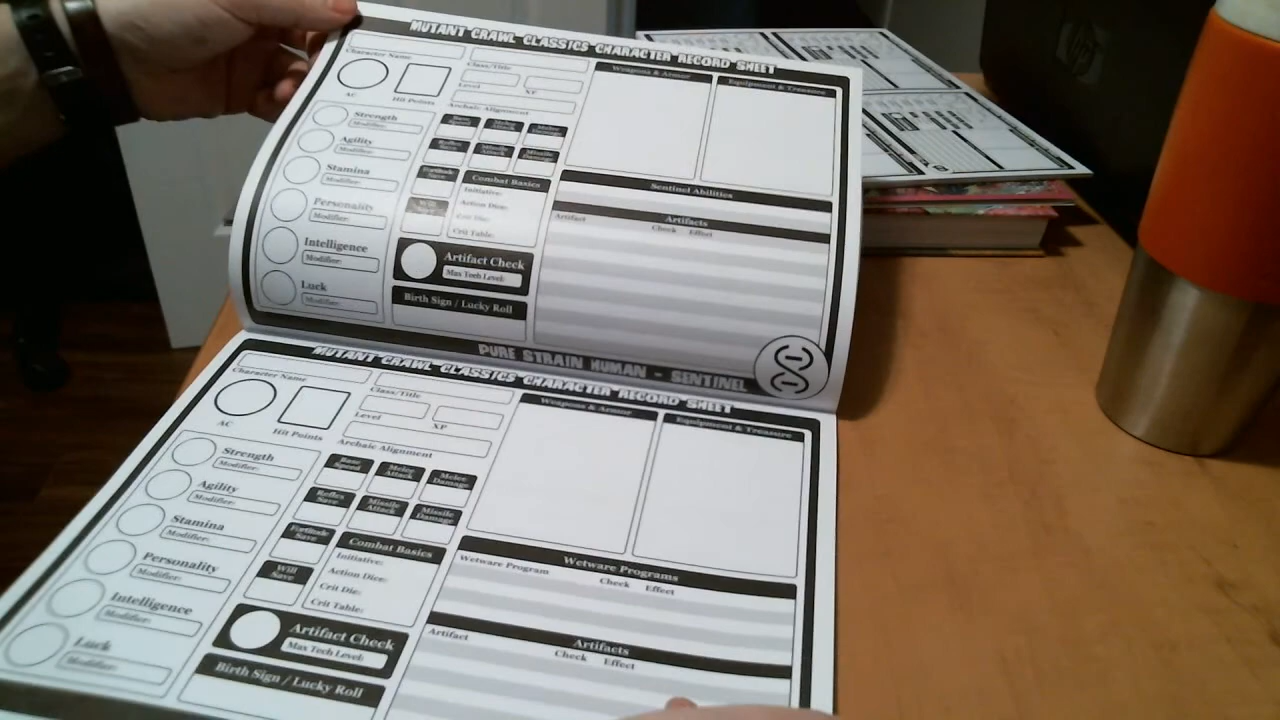 MUTANT CRAWL CLASSICS CHARACTER RECORD SHEET
Character Name
Class/Title
Weapons & Armor
Equipment & Treasure
AC
Hit Points
Level
XP
Archaic Alignment
Strength
Modifier:
Agility
Modifier:
Stamina
Modifier:
Personality
Modifier:
Intelligence
Modifier:
Luck
Modifier:
Base Speed
Melee Attack
Melee Damage
Reflex Save
Missile Attack
Missile Damage
Fortitude Save
Will Save
Combat Basics
Initiative:
Action Dice:
Crit Die:
Crit Table:
Artifact Check
Max Tech Level:
Birth Sign / Lucky Roll
Sentinel Abilities
Artifacts
Artifact Check Effect
PURE STRAIN HUMAN - SENTINEL
MUTANT CRAWL CLASSICS CHARACTER RECORD SHEET
Character Name
Class/Title
Weapons & Armor
Equipment & Treasure
AC
Hit Points
Level
XP
Archaic Alignment
Strength
Modifier:
Agility
Modifier:
Stamina
Modifier:
Personality
Modifier:
Intelligence
Modifier:
Luck
Modifier:
Base Speed
Melee Attack
Melee Damage
Reflex Save
Missile Attack
Missile Damage
Fortitude Save
Will Save
Combat Basics
Initiative:
Action Dice:
Crit Die:
Crit Table:
Artifact Check
Max Tech Level:
Birth Sign / Lucky Roll
Wetware Programs
Wetware Program Check Effect
Artifacts
Artifact Check Effect
hp